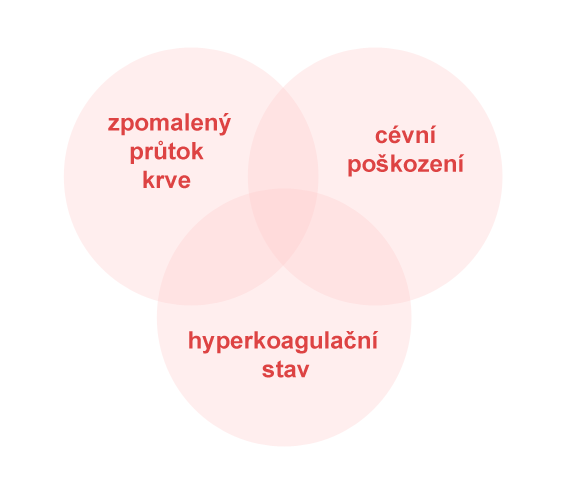 zpomalený
průtok
krve
cévní
poškození
hyperkoagulační
stav